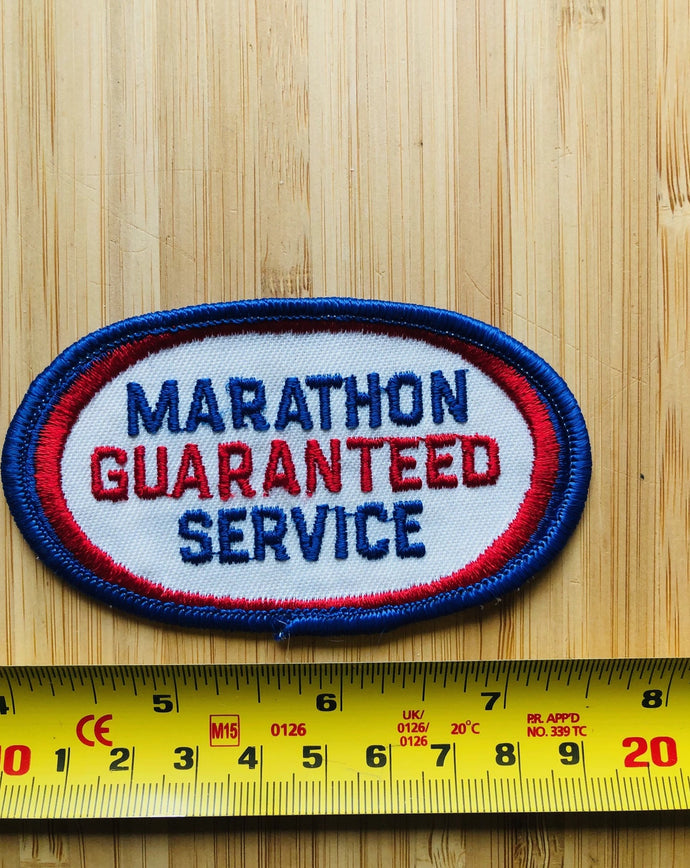 MARATHON
GUARANTEED
SERVICE
4 5 6 7 8
CE M15 0126 UK/ 0126/ 0126 20°C P.R. APP'D NO. 339 TC
10 1 2 3 4 5 6 7 8 9 20